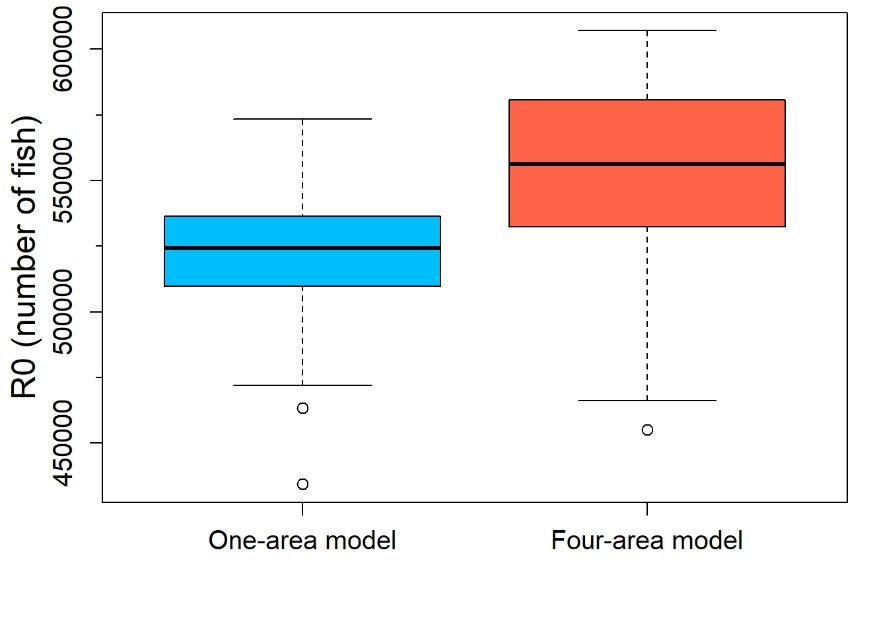 R0 (number of fish)
600000
550000
500000
450000
One-area model
Four-area model